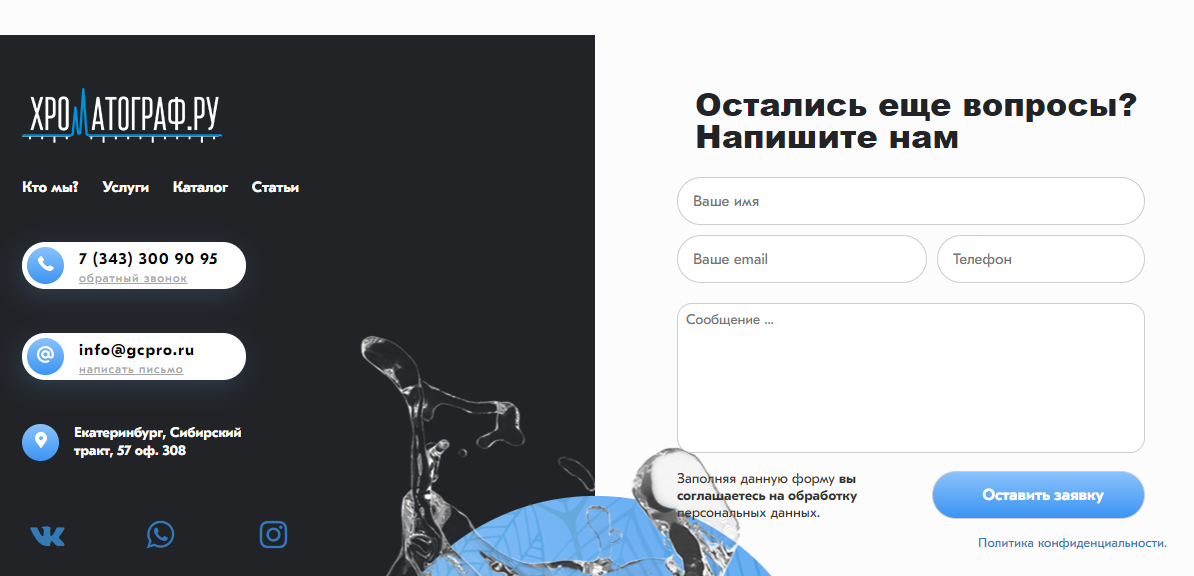 ХРОМАТОГРАФ.РУ
Кто мы? Услуги Каталог Статьи
7 (343) 300 90 95
обратный звонок
info@gcpro.ru
написать письмо
Екатеринбург, Сибирский
тракт, 57 оф. 308
Остались еще вопросы?
Напишите нам
Ваше имя
Ваше email Телефон
Сообщение ...
Заполняя данную форму вы
соглашаетесь на обработку
персональных данных.
Оставить заявку
Политика конфиденциальности.